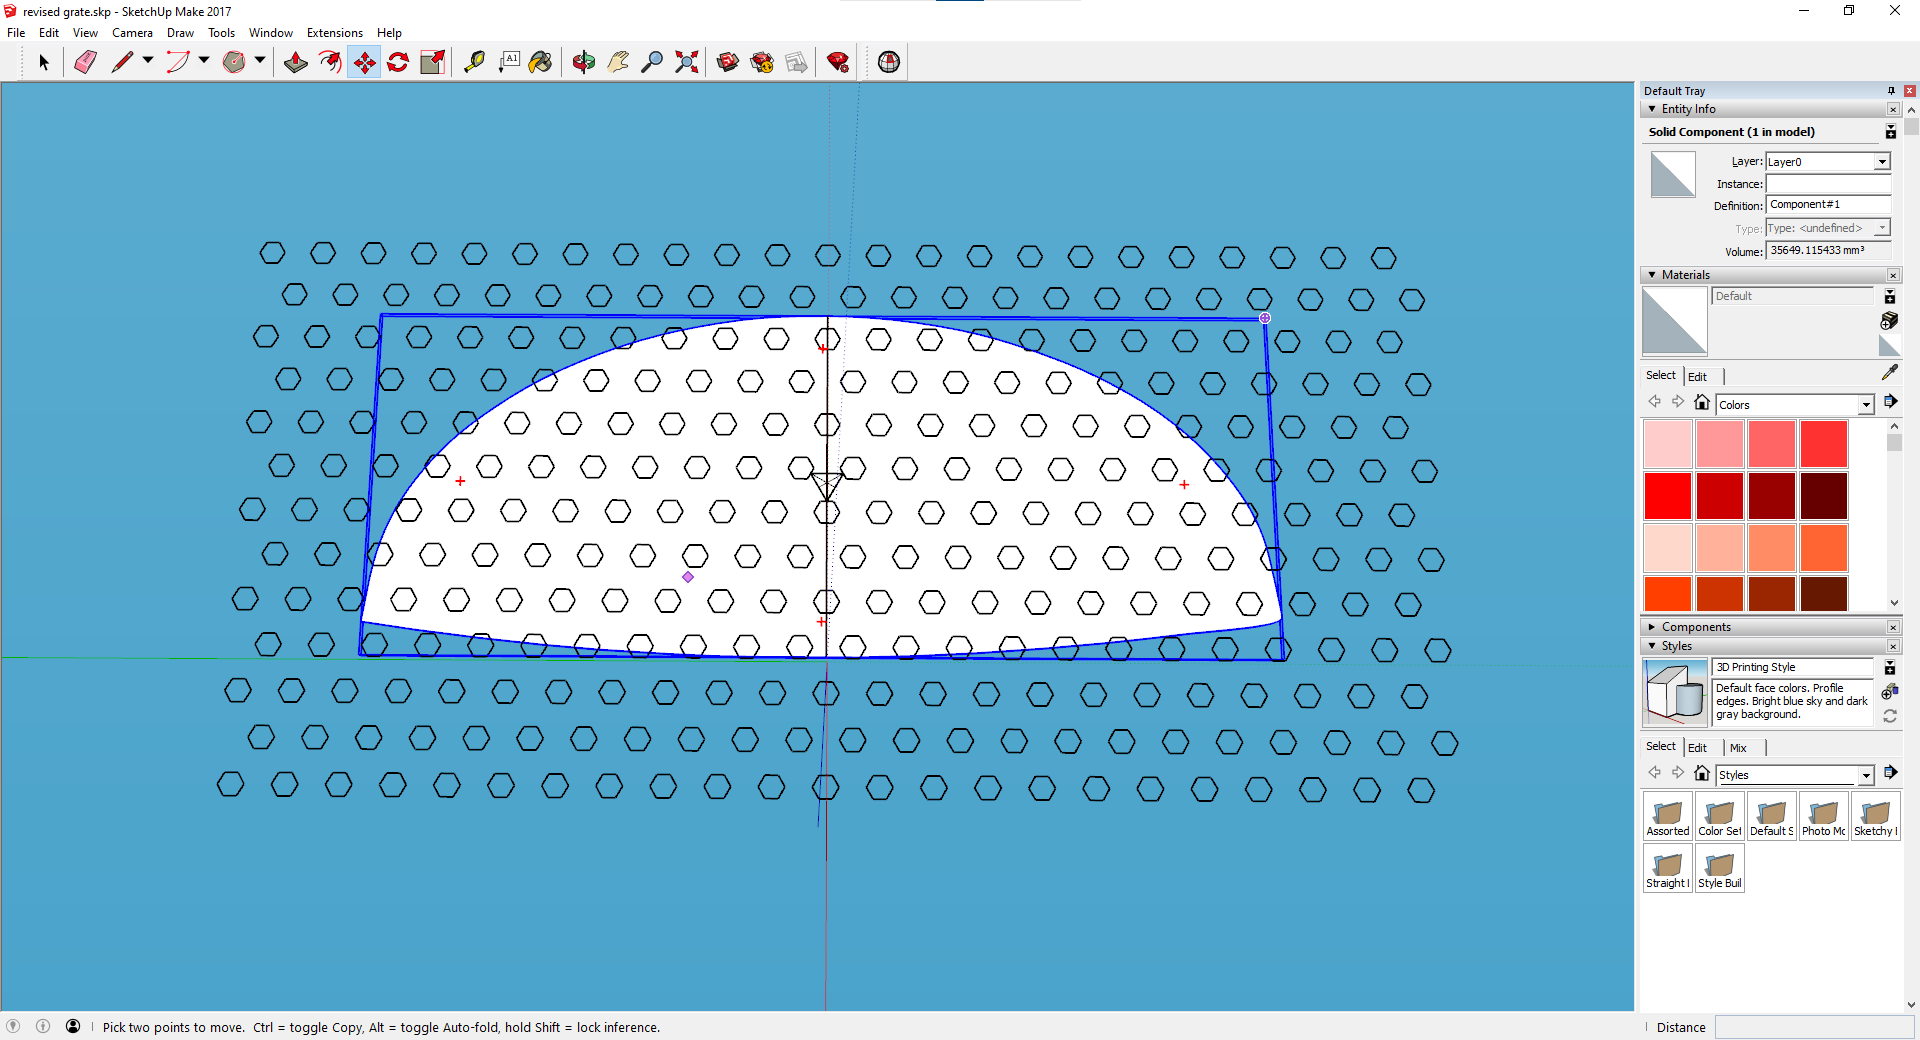 revised grate.skp - SketchUp Make 2017
File Edit View Camera Draw Tools Window Extensions Help
A1
Default Tray
Entity Info
Solid Component (1 in model)
Layer: Layer0
Instance:
Definition: Component#1
Type: Type: <undefined>
Volume: 35649.115433 mm³
Materials
Default
Select Edit
Colors
Components
Styles
3D Printing Style
Default face colors. Profile
edges. Bright blue sky and dark
gray background.
Select Edit Mix
Styles
Assorted Color Set Default S Photo Mo Sketchy I
Straight I Style Buil
Pick two points to move. Ctrl = toggle Copy, Alt = toggle Auto-fold, hold Shift = lock inference.
Distance